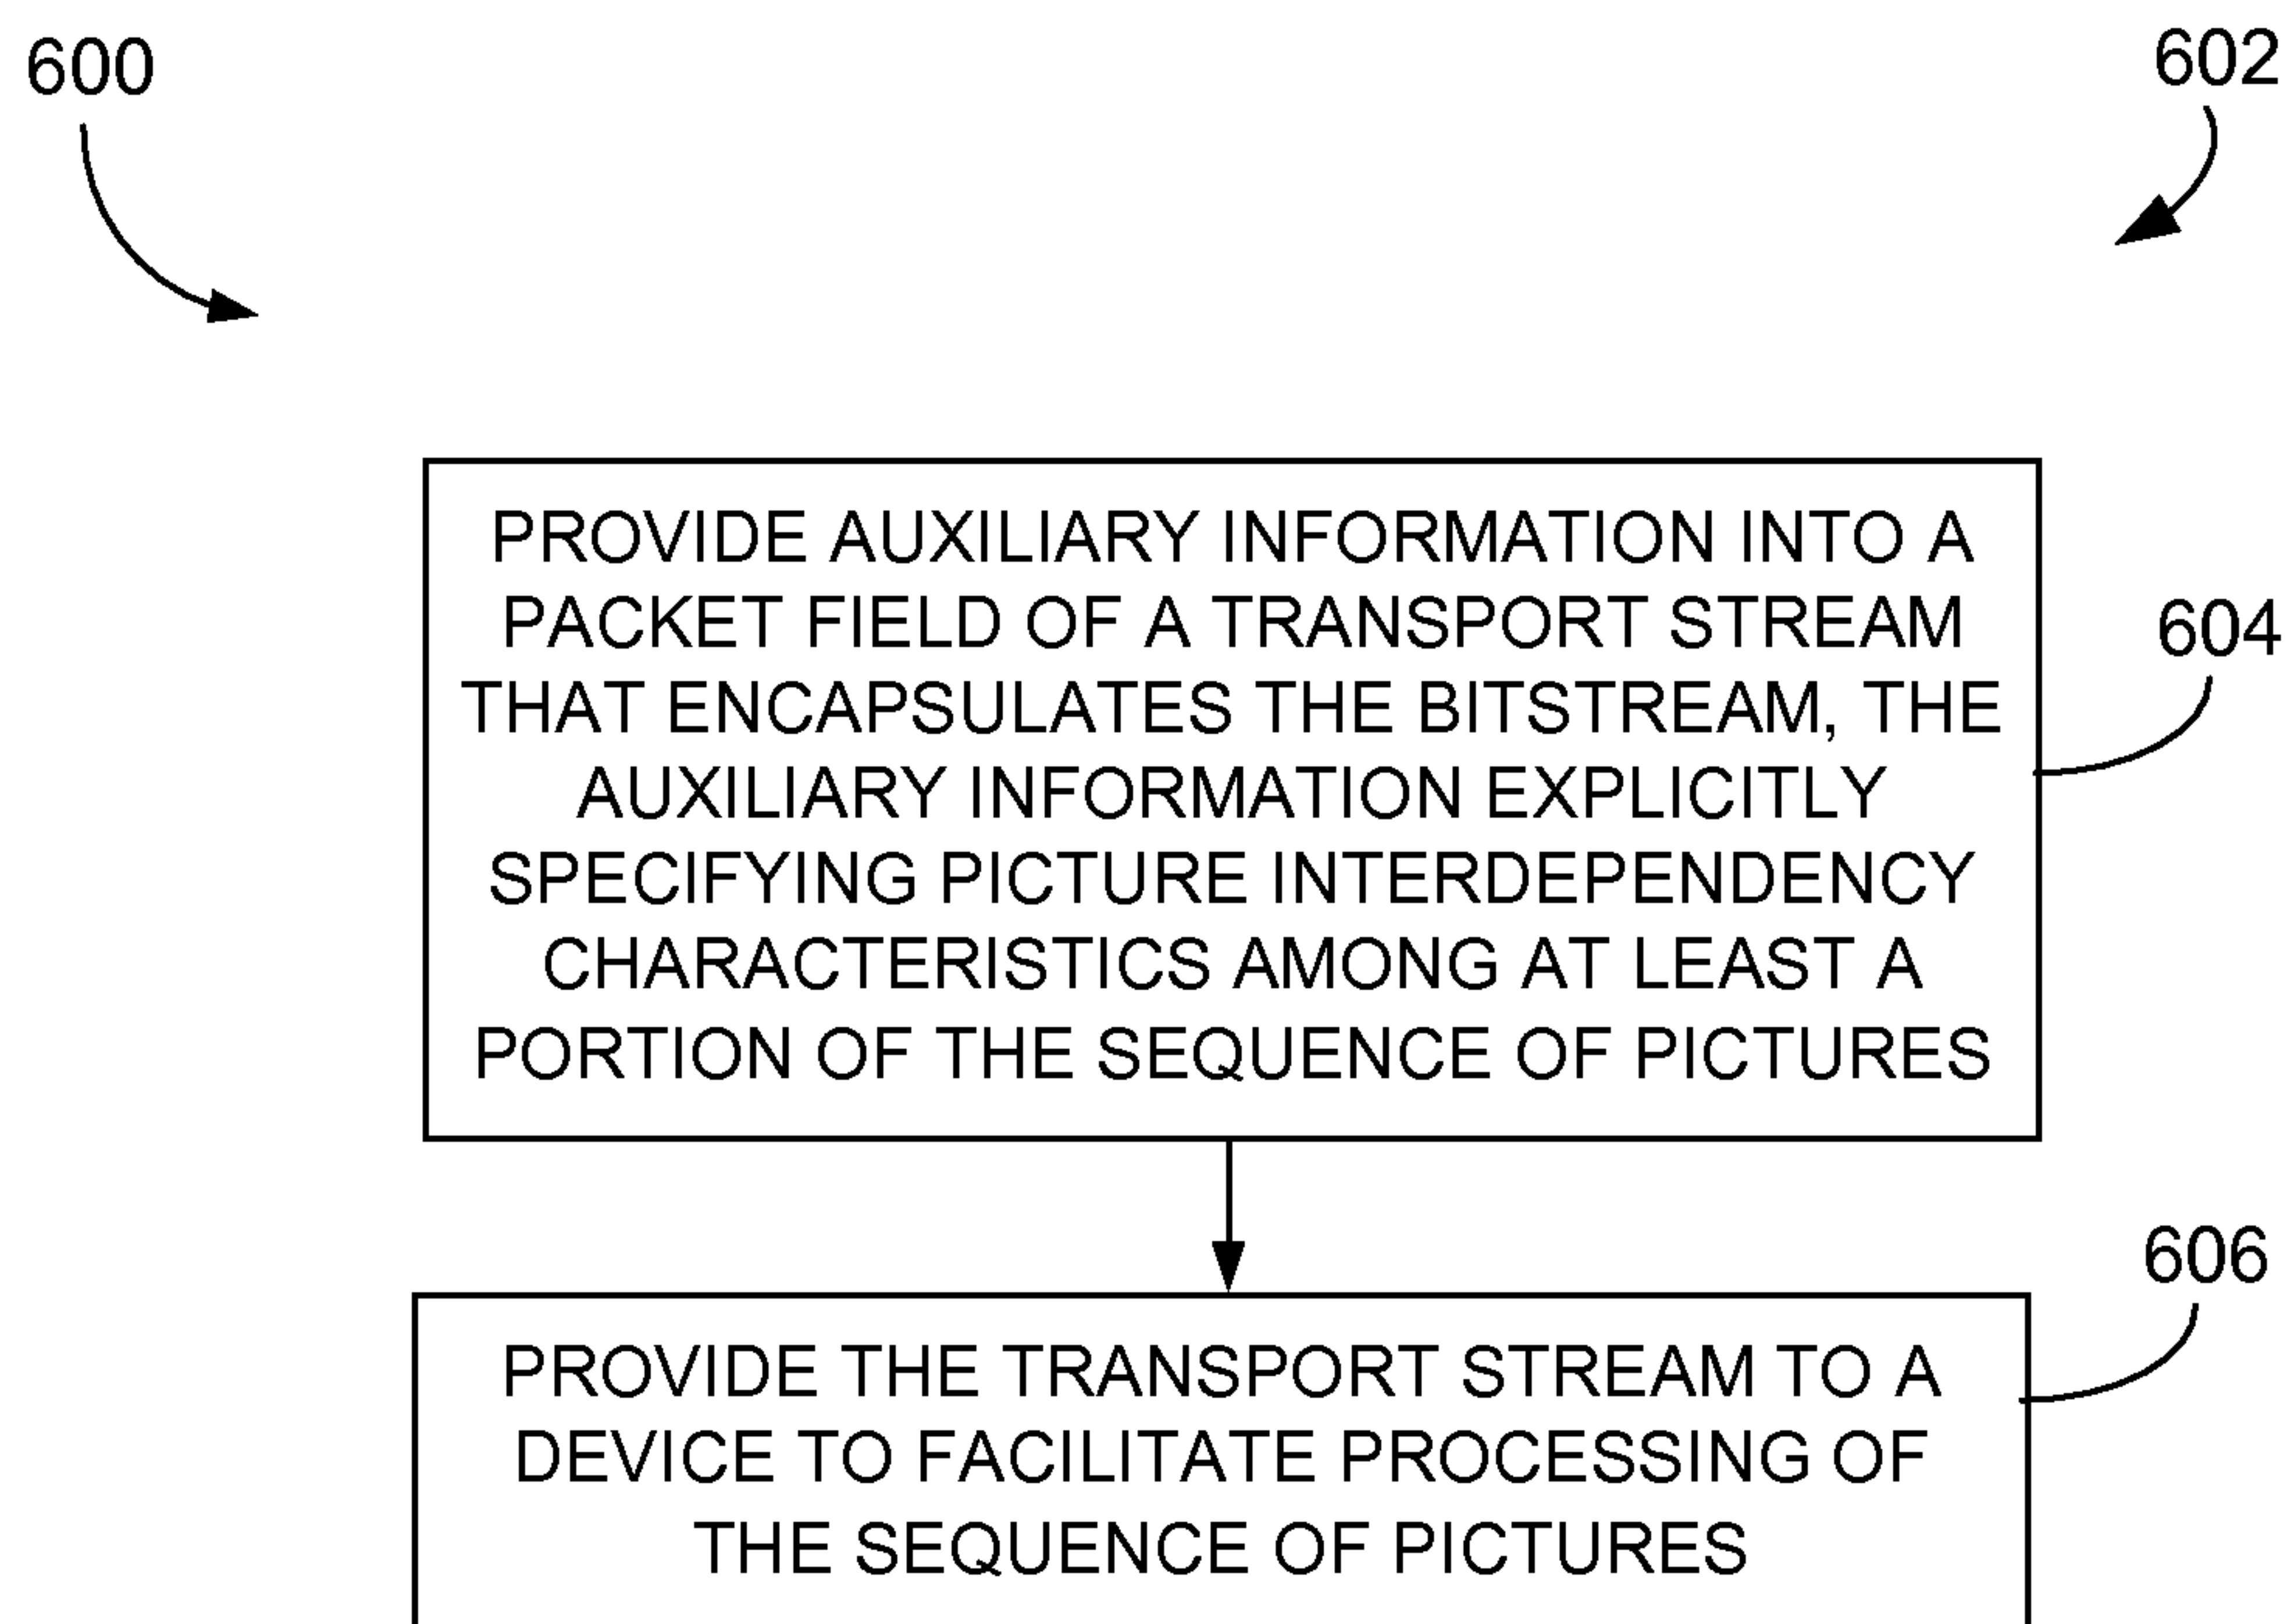 600
602
PROVIDE AUXILIARY INFORMATION INTO A
PACKET FIELD OF A TRANSPORT STREAM
THAT ENCAPSULATES THE BITSTREAM, THE
AUXILIARY INFORMATION EXPLICITLY
SPECIFYING PICTURE INTERDEPENDENCY
CHARACTERISTICS AMONG AT LEAST A
PORTION OF THE SEQUENCE OF PICTURES
604
PROVIDE THE TRANSPORT STREAM TO A
DEVICE TO FACILITATE PROCESSING OF
THE SEQUENCE OF PICTURES
606